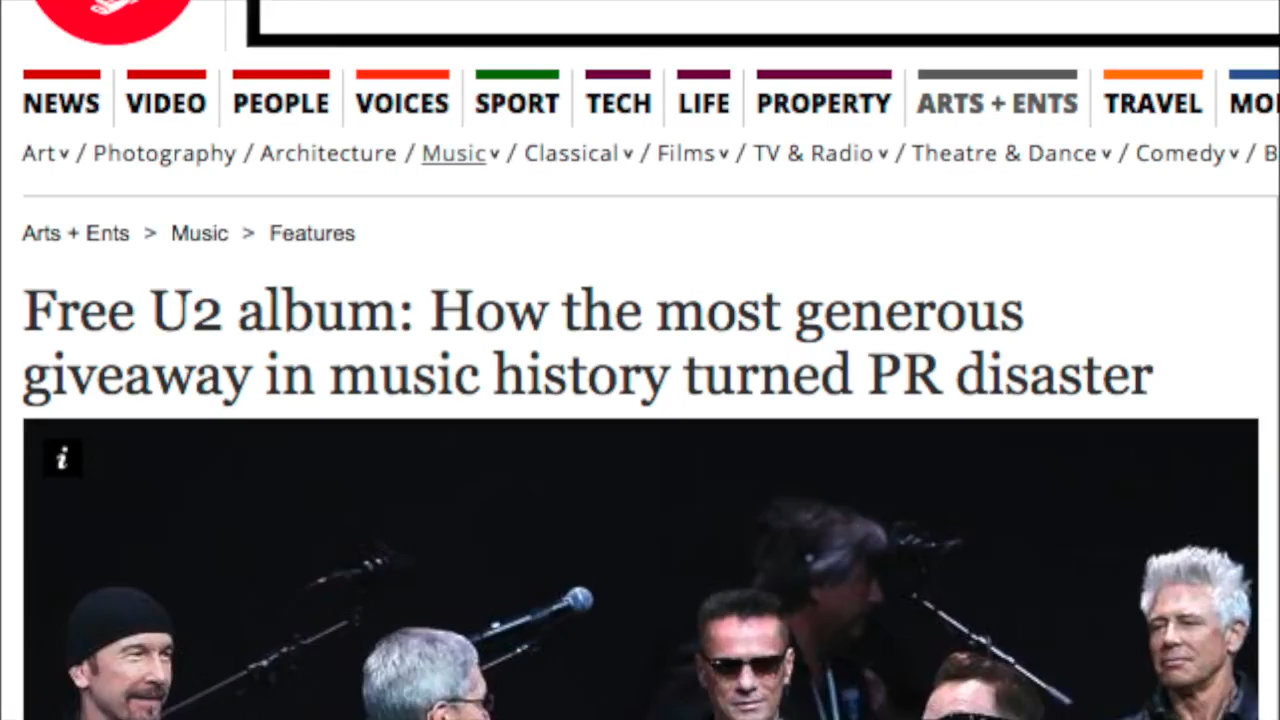 NEWS VIDEO PEOPLE VOICES SPORT TECH LIFE PROPERTY ARTS + ENTS TRAVEL
Art / Photography / Architecture / Music / Classical / Films / TV & Radio / Theatre & Dance / Comedy /
Arts + Ents > Music > Features
Free U2 album: How the most generous
giveaway in music history turned PR disaster
i